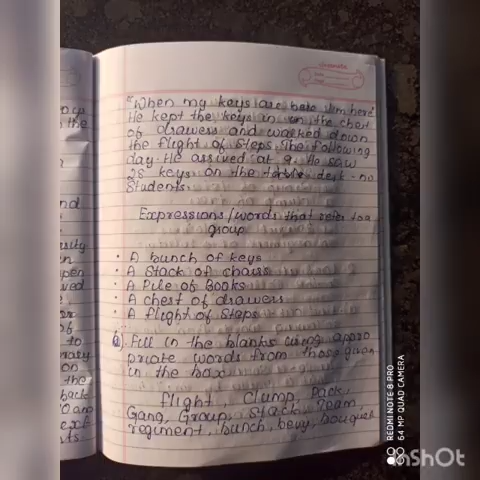 "When my keys are here I'm here"
He kept the keys in the chest
of drawers and walked down
the flight of steps. The following
day. He arrived at 9. He saw
25 keys on the desk - no
students.
Expressions/words that refer to a
group
• A bunch of keys
• A Stack of chairs
• A Pile of Books
• A chest of drawers
• A flight of Steps
(a) Fill in the blanks using appro
priate words from those given
in the box.
flight, Clump, Pack,
Gang, Group, Stack, Team
regiment, bunch, bevy, bouquet
REDMI NOTE 8 PRO
64 MP QUAD CAMERA